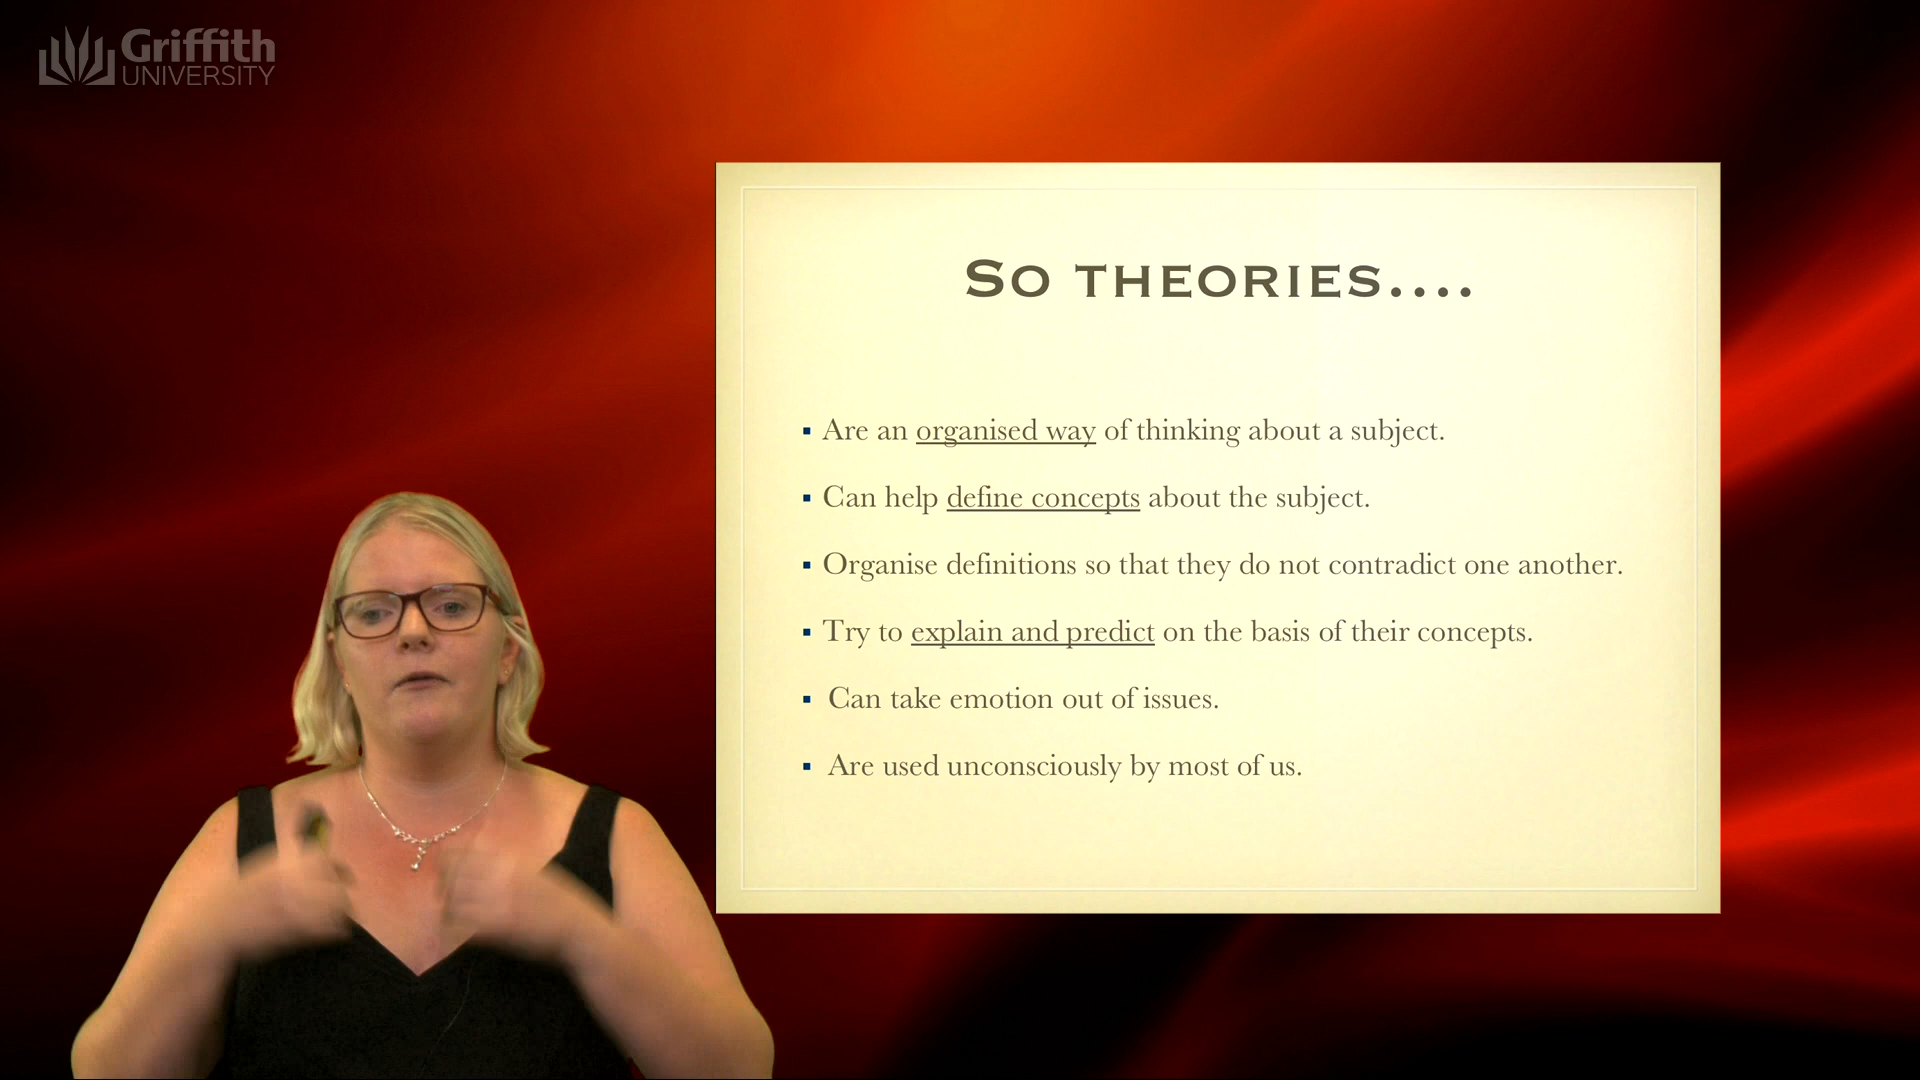 Griffith
UNIVERSITY
So theories....
▪ Are an organised way of thinking about a subject.
▪ Can help define concepts about the subject.
▪ Organise definitions so that they do not contradict one another.
▪ Try to explain and predict on the basis of their concepts.
▪ Can take emotion out of issues.
▪ Are used unconsciously by most of us.